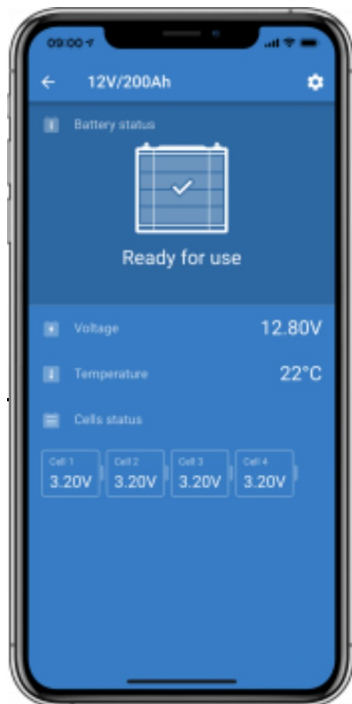 09:00
12V/200Ah
Battery status
Ready for use
Voltage 12.80V
Temperature 22°C
Cells status
Cell 1 Cell 2 Cell 3 Cell 4
3.20V 3.20V 3.20V 3.20V